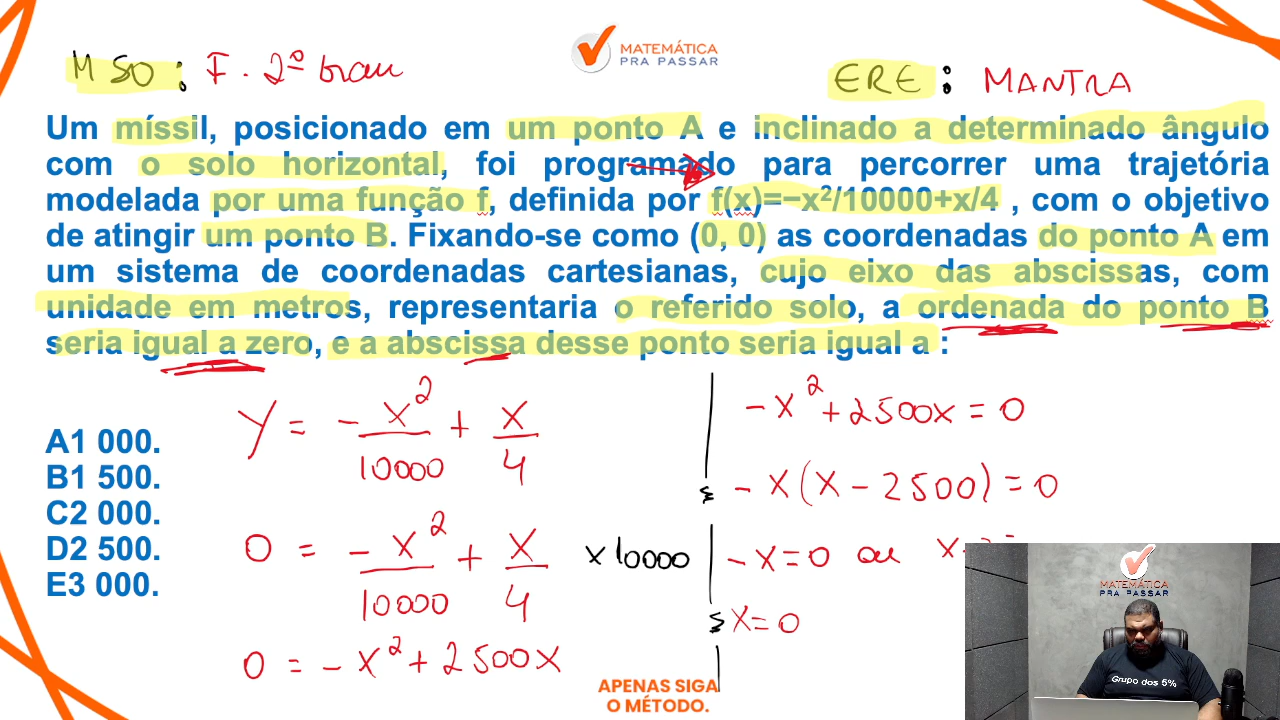 M SO : F. 2º Grau
MATEMÁTICA
PRA PASSAR
ERE : MANTRA
Um míssil, posicionado em um ponto A e inclinado a determinado ângulo
com o solo horizontal, foi programado para percorrer uma trajetória
modelada por uma função f, definida por f(x)=−x²/10000+x/4 , com o objetivo
de atingir um ponto B. Fixando-se como (0, 0) as coordenadas do ponto A em
um sistema de coordenadas cartesianas, cujo eixo das abscissas, com
unidade em metros, representaria o referido solo, a ordenada do ponto B
seria igual a zero, e a abscissa desse ponto seria igual a :
A1 000.
B1 500.
C2 000.
D2 500.
E3 000.
Y = - x²/10000 + x/4
0 = - x²/10000 + x/4 x10000
0 = - x² + 2500x
- x² + 2500x = 0
- x(x - 2500) = 0
- x = 0 ou x
x = 0
MATEMÁTICA
PRA PASSAR
Grupo dos 5%
APENAS SIGA
O MÉTODO.